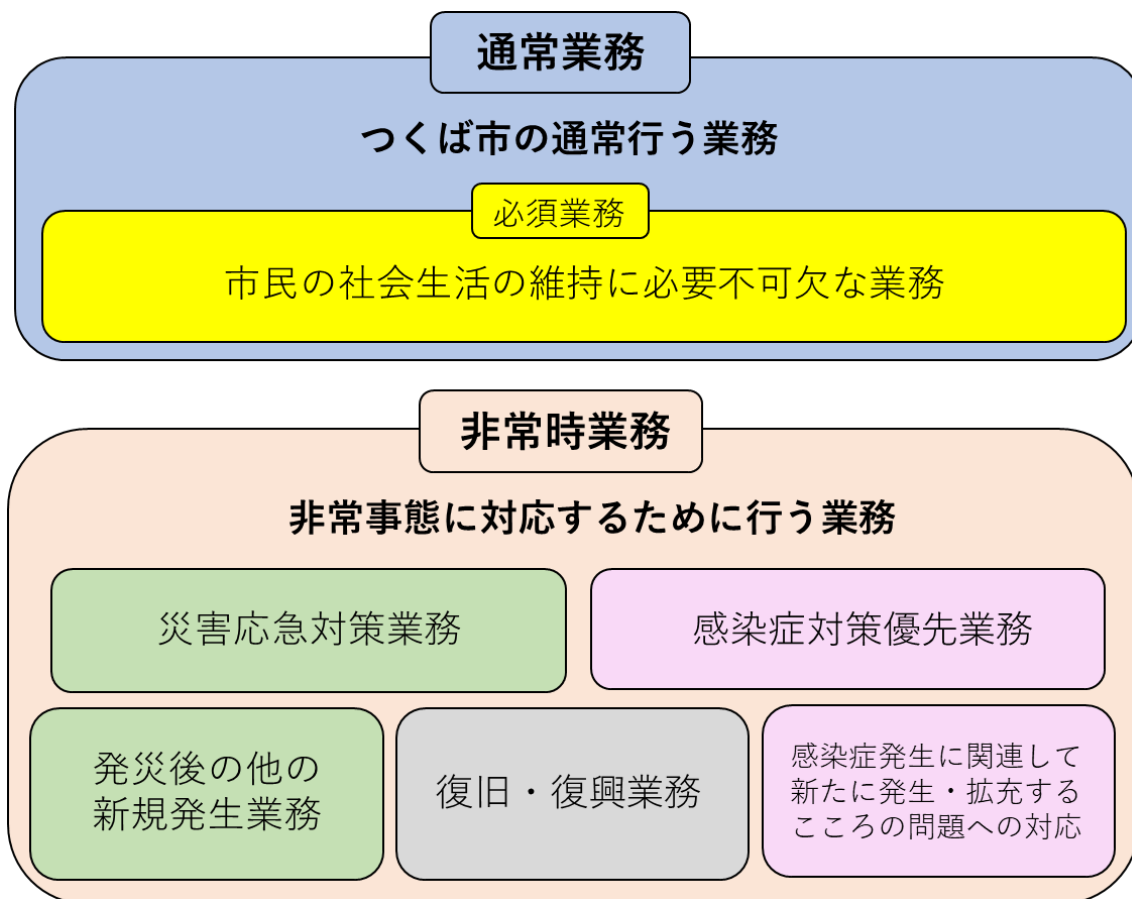 通常業務
つくば市の通常行う業務
必須業務
市民の社会生活の維持に必要不可欠な業務
非常時業務
非常事態に対応するために行う業務
災害応急対策業務
感染症対策優先業務
発災後の他の
新規発生業務
復旧・復興業務
感染症発生に関連して
新たに発生・拡充する
こころの問題への対応